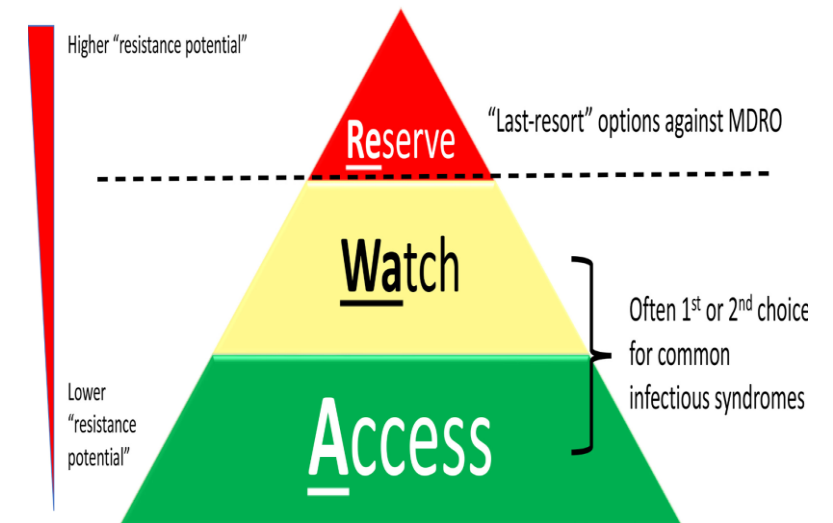 Higher “resistance potential”
Reserve
“Last-resort” options against MDRO
Watch
Often 1st or 2nd choice
for common
infectious syndromes
Lower
“resistance
potential”
Access